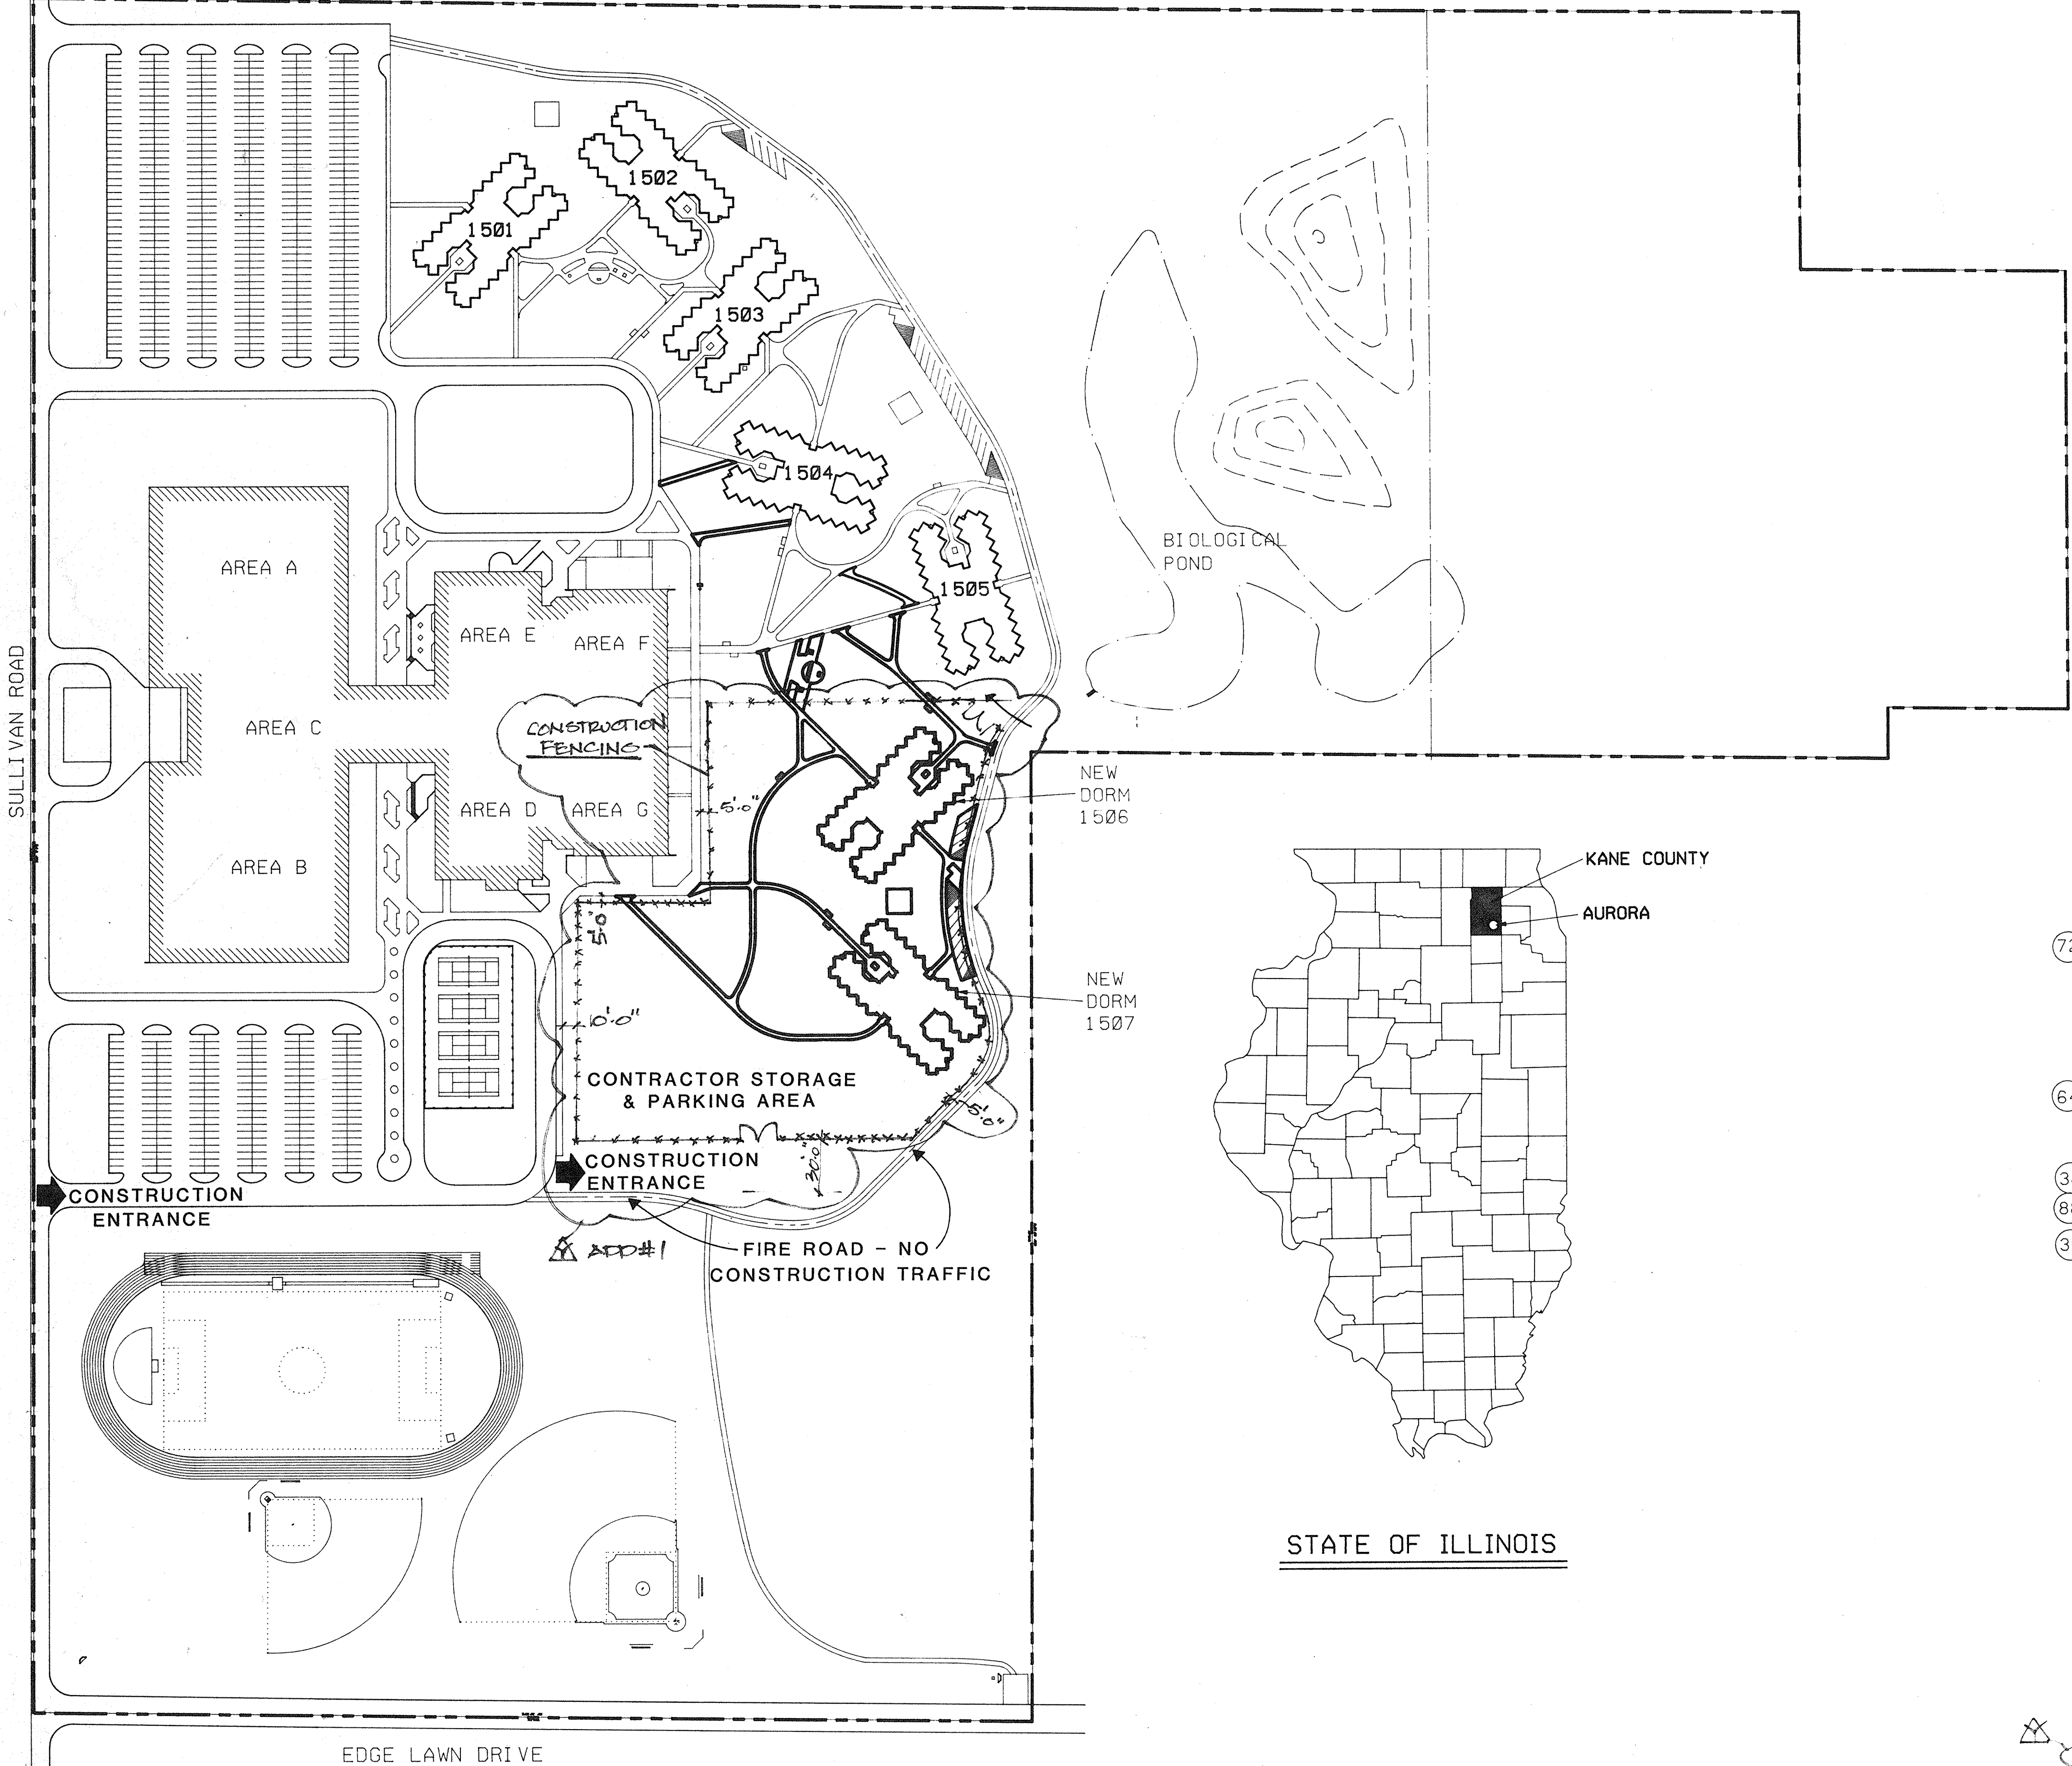 1502
1501
1503
1504
1505
BIOLOGICAL
POND
AREA A
AREA E
AREA F
SULLIVAN ROAD
AREA C
CONSTRUCTION
FENCING
5'.0"
AREA D
AREA G
AREA B
NEW
DORM
1506
KANE COUNTY
AURORA
5'.0"
NEW
DORM
1507
10'.0"
CONTRACTOR STORAGE
& PARKING AREA
5'.0"
CONSTRUCTION
ENTRANCE
30'.0"
CONSTRUCTION
ENTRANCE
ADD#1
FIRE ROAD - NO
CONSTRUCTION TRAFFIC
STATE OF ILLINOIS
EDGE LAWN DRIVE